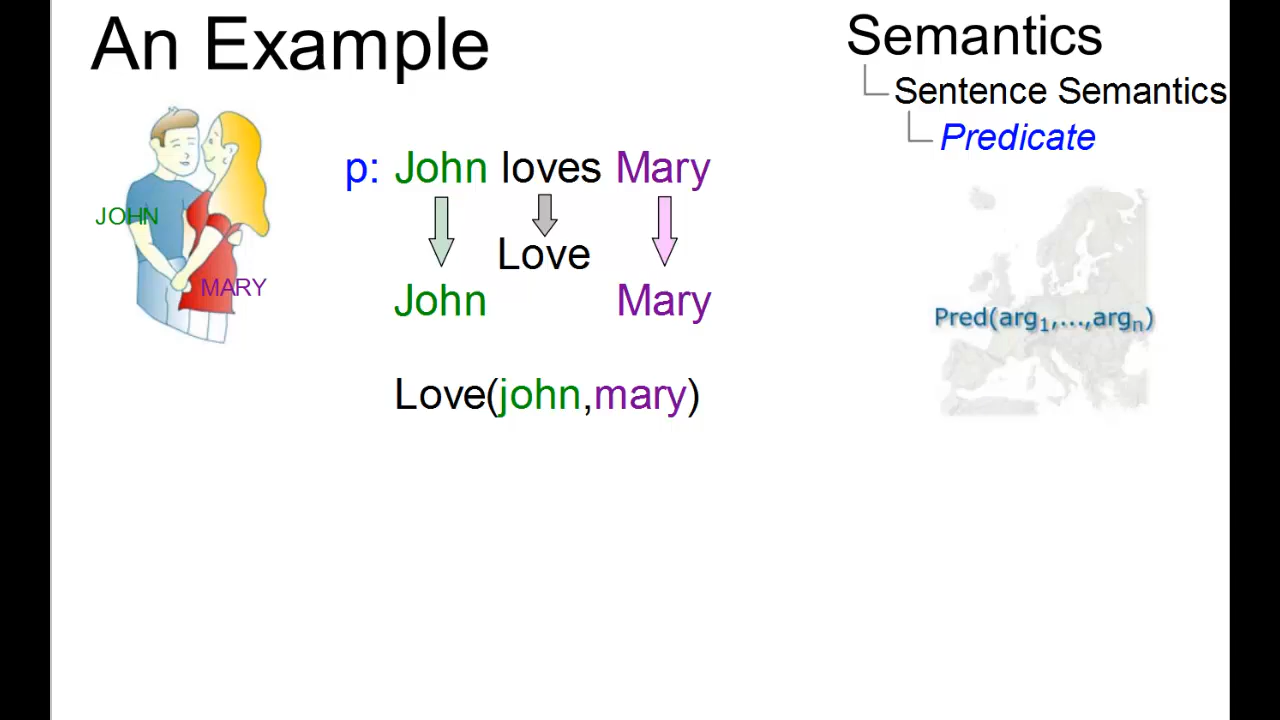 An Example
Semantics
Sentence Semantics
Predicate
p: John loves Mary
Love
John Mary
Love(john,mary)
JOHN
MARY
Pred(arg1,...,argn)